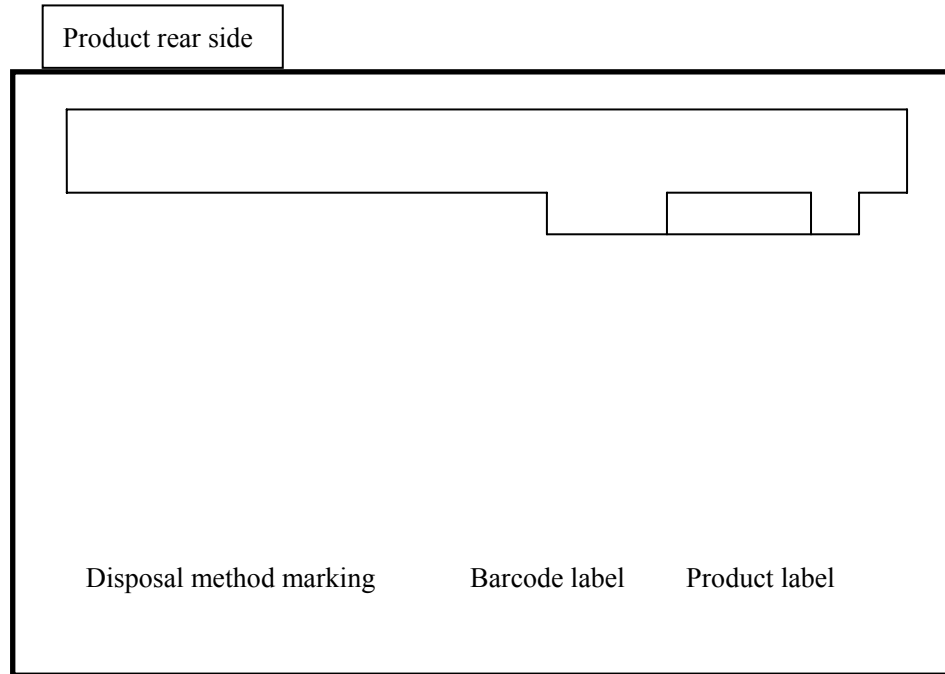 Product rear side
Disposal method marking Barcode label Product label